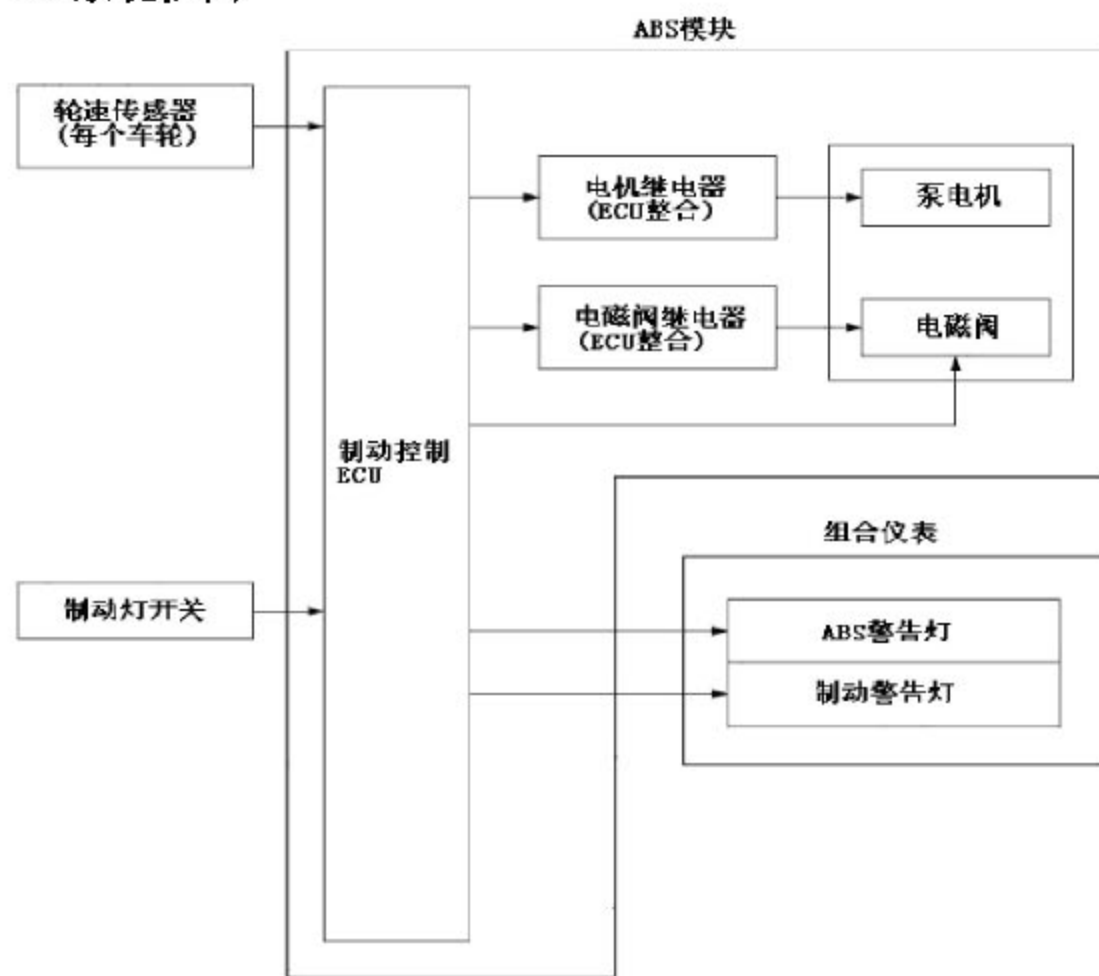 ABS模块
轮速传感器
(每个车轮)
电机继电器
(ECU整合)
泵电机
电磁阀继电器
(ECU整合)
电磁阀
制动控制
ECU
组合仪表
制动灯开关
ABS警告灯
制动警告灯